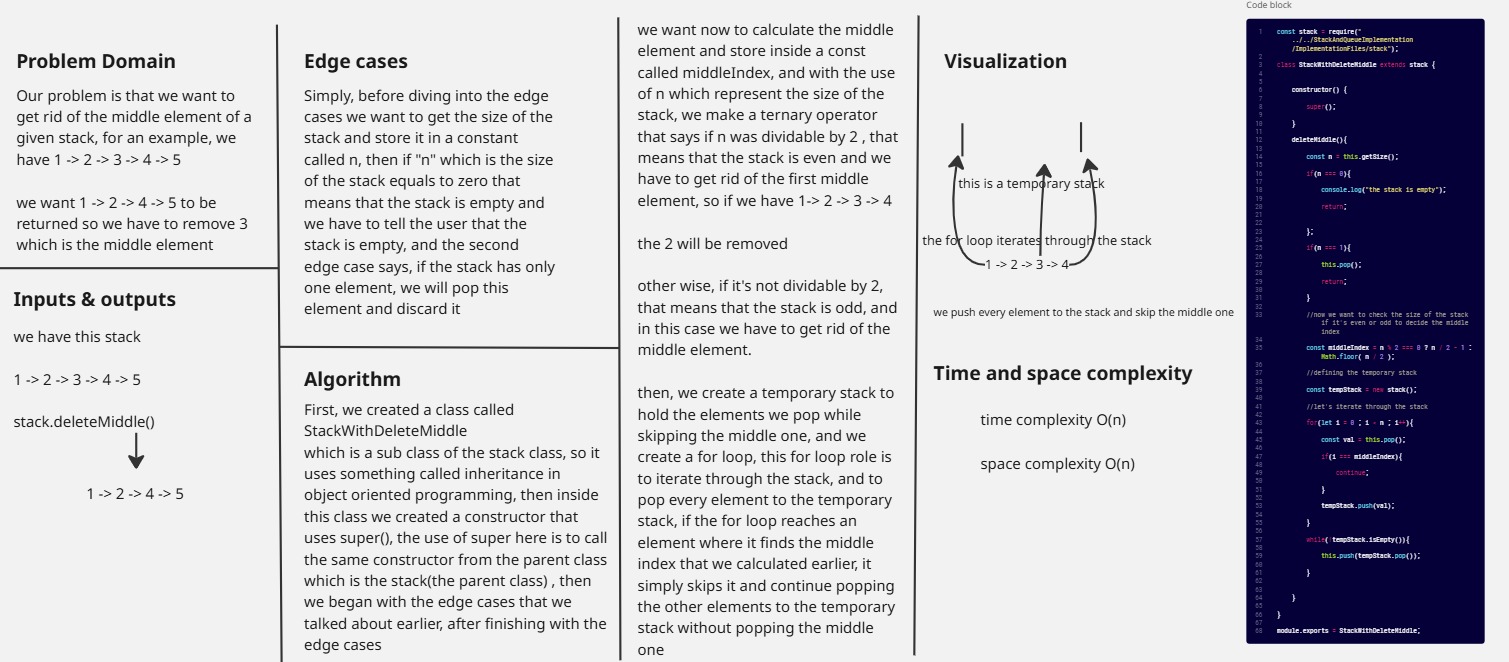 Problem Domain
Our problem is that we want to
get rid of the middle element of a
given stack, for an example, we
have 1 -> 2 -> 3 -> 4 -> 5
we want 1 -> 2 -> 4 -> 5 to be
returned so we have to remove 3
which is the middle element
Inputs & outputs
we have this stack
1 -> 2 -> 3 -> 4 -> 5
stack.deleteMiddle()
1 -> 2 -> 4 -> 5
Edge cases
Simply, before diving into the edge
cases we want to get the size of the
stack and store it in a constant
called n, then if "n" which is the size
of the stack equals to zero that
means that the stack is empty and
we have to tell the user that the
stack is empty, and the second
edge case says, if the stack has only
one element, we will pop this
element and discard it
Algorithm
First, we created a class called
StackWithDeleteMiddle
which is a sub class of the stack class, so it
uses something called inheritance in
object oriented programming, then inside
this class we created a constructor that
uses super(), the use of super here is to call
the same constructor from the parent class
which is the stack(the parent class) , then
we began with the edge cases that we
talked about earlier, after finishing with the
edge cases
we want now to calculate the middle
element and store inside a const
called middleIndex, and with the use
of n which represent the size of the
stack, we make a ternary operator
that says if n was dividable by 2 , that
means that the stack is even and we
have to get rid of the first middle
element, so if we have 1-> 2 -> 3 -> 4
the 2 will be removed
other wise, if it's not dividable by 2,
that means that the stack is odd, and
in this case we have to get rid of the
middle element.
then, we create a temporary stack to
hold the elements we pop while
skipping the middle one, and we
create a for loop, this for loop role is
to iterate through the stack, and to
pop every element to the temporary
stack, if the for loop reaches an
element where it finds the middle
index that we calculated earlier, it
simply skips it and continue popping
the other elements to the temporary
stack without popping the middle
one
Visualization
this is a temporary stack
the for loop iterates through the stack
1 -> 2 -> 3 -> 4
we push every element to the stack and skip the middle one
Time and space complexity
time complexity O(n)
space complexity O(n)
Code block
1 const stack = require("
../../StackAndQueueImplementation
/ImplementationFiles/stack");
2
3 class StackWithDeleteMiddle extends stack {
4
5
6 constructor() {
7
8 super();
9
10 }
11
12 deleteMiddle(){
13
14 const n = this.getSize();
15
16 if(n === 0){
17
18 console.log("the stack is empty");
19
20 return;
21
22
23 };
24
25 if(n === 1){
26
27 this.pop();
28
29 return;
30
31 }
32
33 //now we want to check the size of the stack
if it's even or odd to decide the middle
index
34
35 const middleIndex = n % 2 === 0 ? n / 2 - 1 :
Math.floor( n / 2 );
36
37 //defining the temporary stack
38
39 const tempStack = new stack();
40
41 //let's iterate through the stack
42
43 for(let i = 0 ; i < n ; i++){
44
45 const val = this.pop();
46
47 if(i === middleIndex){
48
49 continue;
50
51 }
52
53 tempStack.push(val);
54
55 }
56
57 while(!tempStack.isEmpty()){
58
59 this.push(tempStack.pop());
60
61 }
62
63
64 }
65
66 }
67
68 module.exports = StackWithDeleteMiddle;